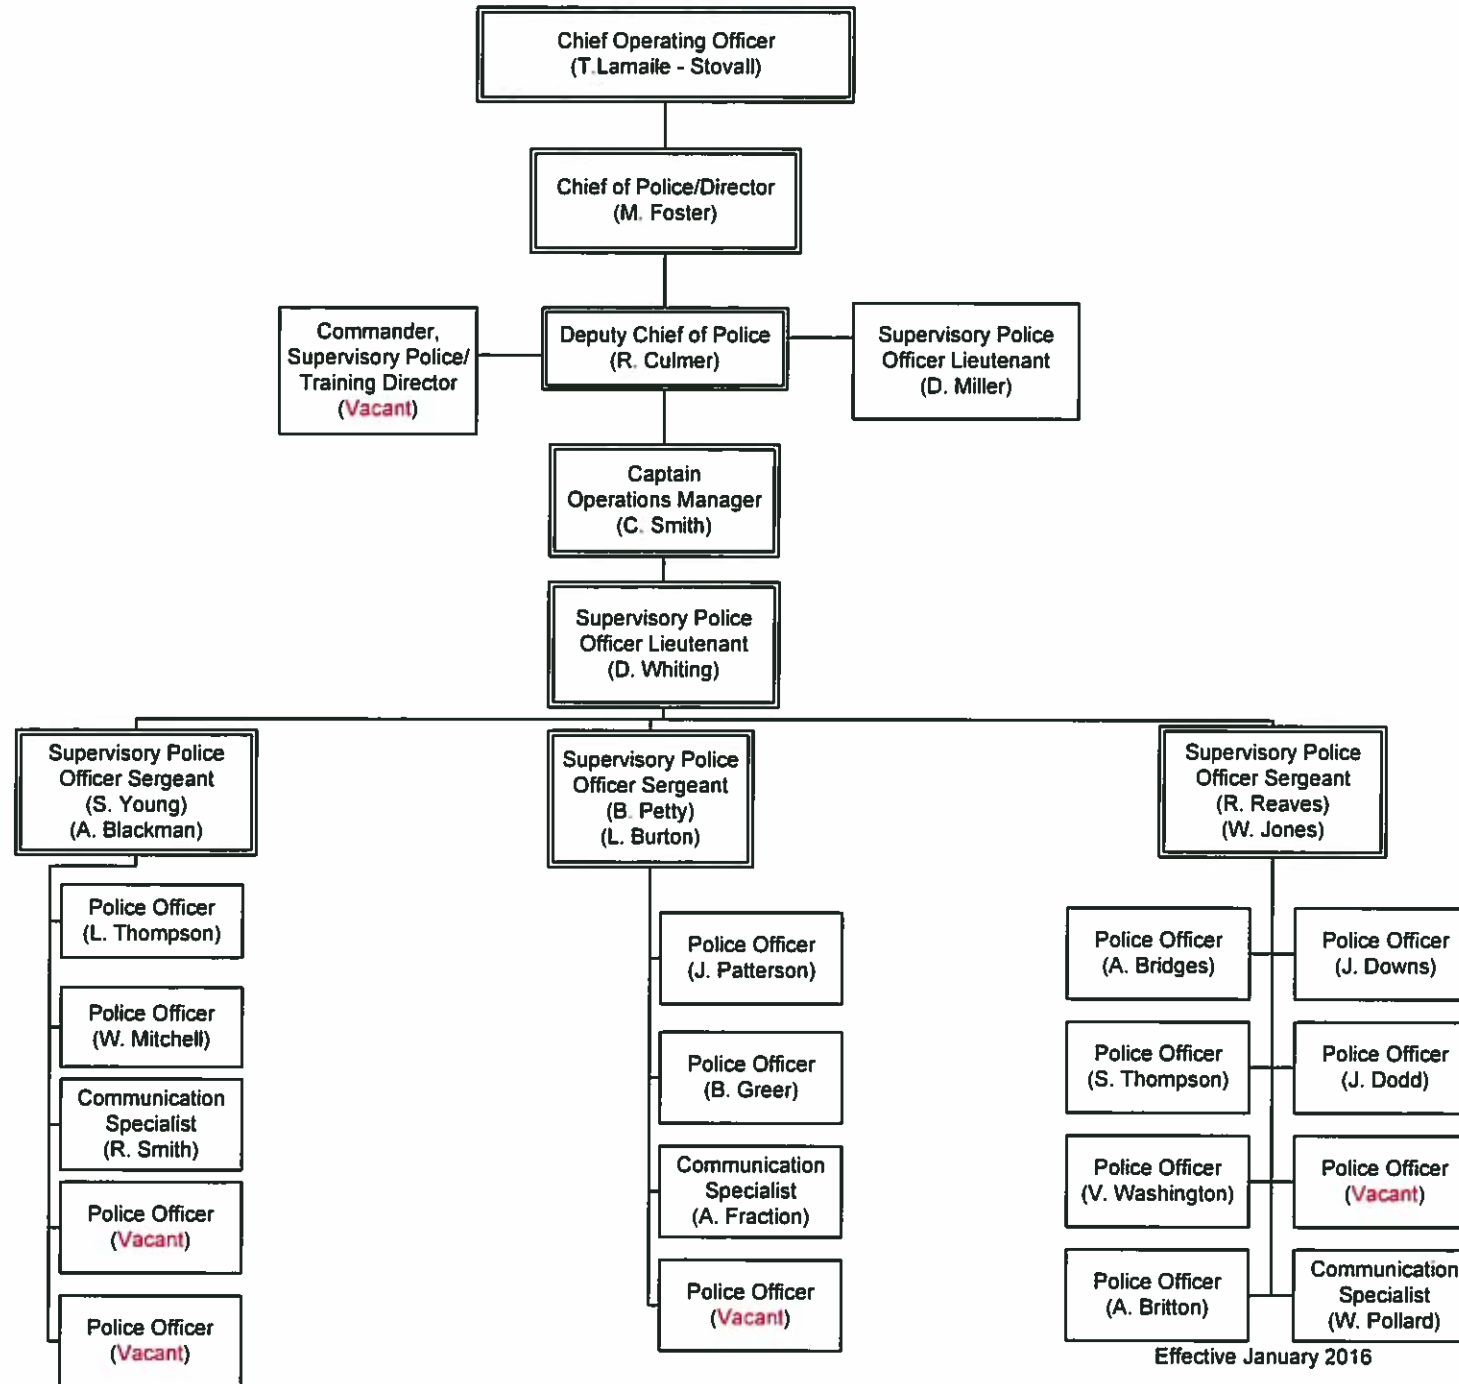 Chief Operating Officer
(T.Lamaile - Stovall)
Chief of Police/Director
(M. Foster)
Commander,
Supervisory Police/
Training Director
(Vacant)
Deputy Chief of Police
(R. Culmer)
Supervisory Police
Officer Lieutenant
(D. Miller)
Captain
Operations Manager
(C. Smith)
Supervisory Police
Officer Lieutenant
(D. Whiting)
Supervisory Police
Officer Sergeant
(S. Young)
(A. Blackman)
Police Officer
(L. Thompson)
Police Officer
(W. Mitchell)
Communication
Specialist
(R. Smith)
Police Officer
(Vacant)
Police Officer
(Vacant)
Supervisory Police
Officer Sergeant
(B. Petty)
(L. Burton)
Police Officer
(J. Patterson)
Police Officer
(B. Greer)
Communication
Specialist
(A. Fraction)
Police Officer
(Vacant)
Supervisory Police
Officer Sergeant
(R. Reaves)
(W. Jones)
Police Officer
(A. Bridges)
Police Officer
(J. Downs)
Police Officer
(S. Thompson)
Police Officer
(J. Dodd)
Police Officer
(V. Washington)
Police Officer
(Vacant)
Police Officer
(A. Britton)
Communication
Specialist
(W. Pollard)
Effective January 2016